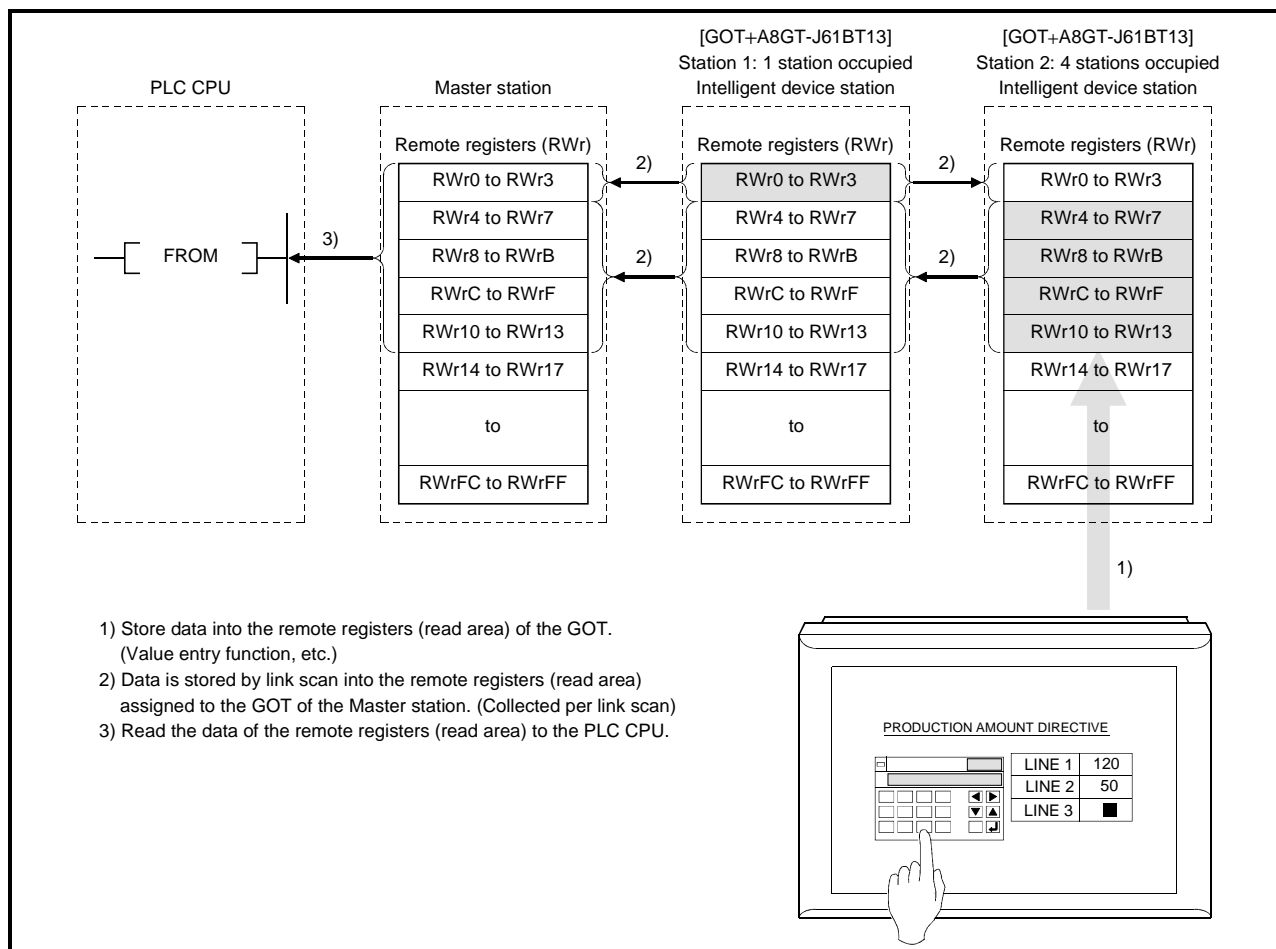 [GOT+A8GT-J61BT13]
Station 1: 1 station occupied
Intelligent device station
[GOT+A8GT-J61BT13]
Station 2: 4 stations occupied
Intelligent device station
PLC CPU
Master station
Remote registers (RWr)
Remote registers (RWr)
Remote registers (RWr)
RWr0 to RWr3
2)
RWr0 to RWr3
2)
RWr0 to RWr3
RWr4 to RWr7
RWr4 to RWr7
RWr4 to RWr7
FROM
3)
RWr8 to RWrB
2)
RWr8 to RWrB
2)
RWr8 to RWrB
RWrC to RWrF
RWrC to RWrF
RWrC to RWrF
RWr10 to RWr13
RWr10 to RWr13
RWr10 to RWr13
RWr14 to RWr17
RWr14 to RWr17
RWr14 to RWr17
to
to
to
RWrFC to RWrFF
RWrFC to RWrFF
RWrFC to RWrFF
1)
1) Store data into the remote registers (read area) of the GOT.
(Value entry function, etc.)
2) Data is stored by link scan into the remote registers (read area)
assigned to the GOT of the Master station. (Collected per link scan)
3) Read the data of the remote registers (read area) to the PLC CPU.
PRODUCTION AMOUNT DIRECTIVE
LINE 1 120
LINE 2 50
LINE 3